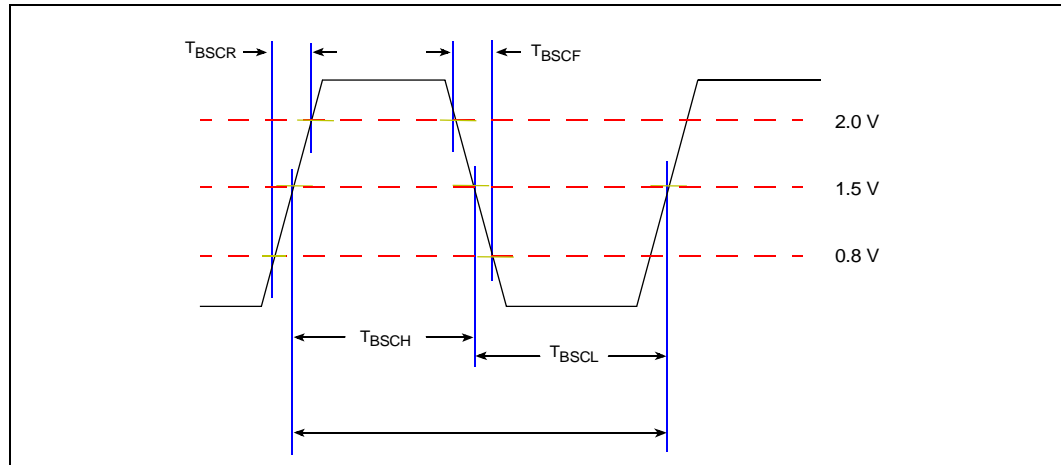 TBSCR
TBSCF
2.0 V
1.5 V
0.8 V
TBSCH
TBSCL